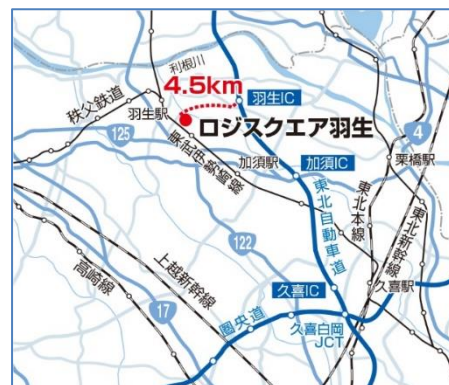 利根川
4.5km
羽生IC
秩父鉄道
羽生駅
ロジスクエア羽生
125
東武伊勢崎線
加須駅
加須IC
4
栗橋駅
東北自動車道
東北本線
東北新幹線
122
上越新幹線
高崎線
久喜IC
久喜駅
17
圏央道
久喜白岡
JCT